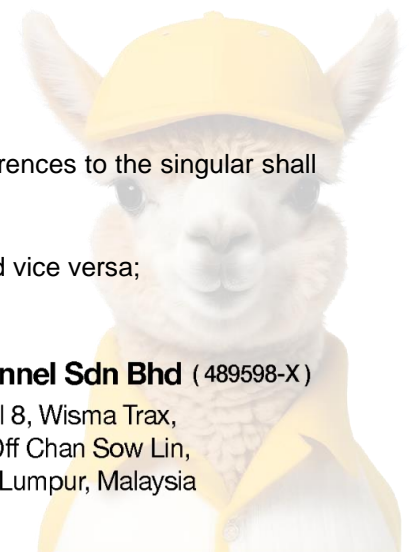 rences to the singular shall
d vice versa;
nnel Sdn Bhd ( 489598-X )
l 8, Wisma Trax,
Off Chan Sow Lin,
Lumpur, Malaysia